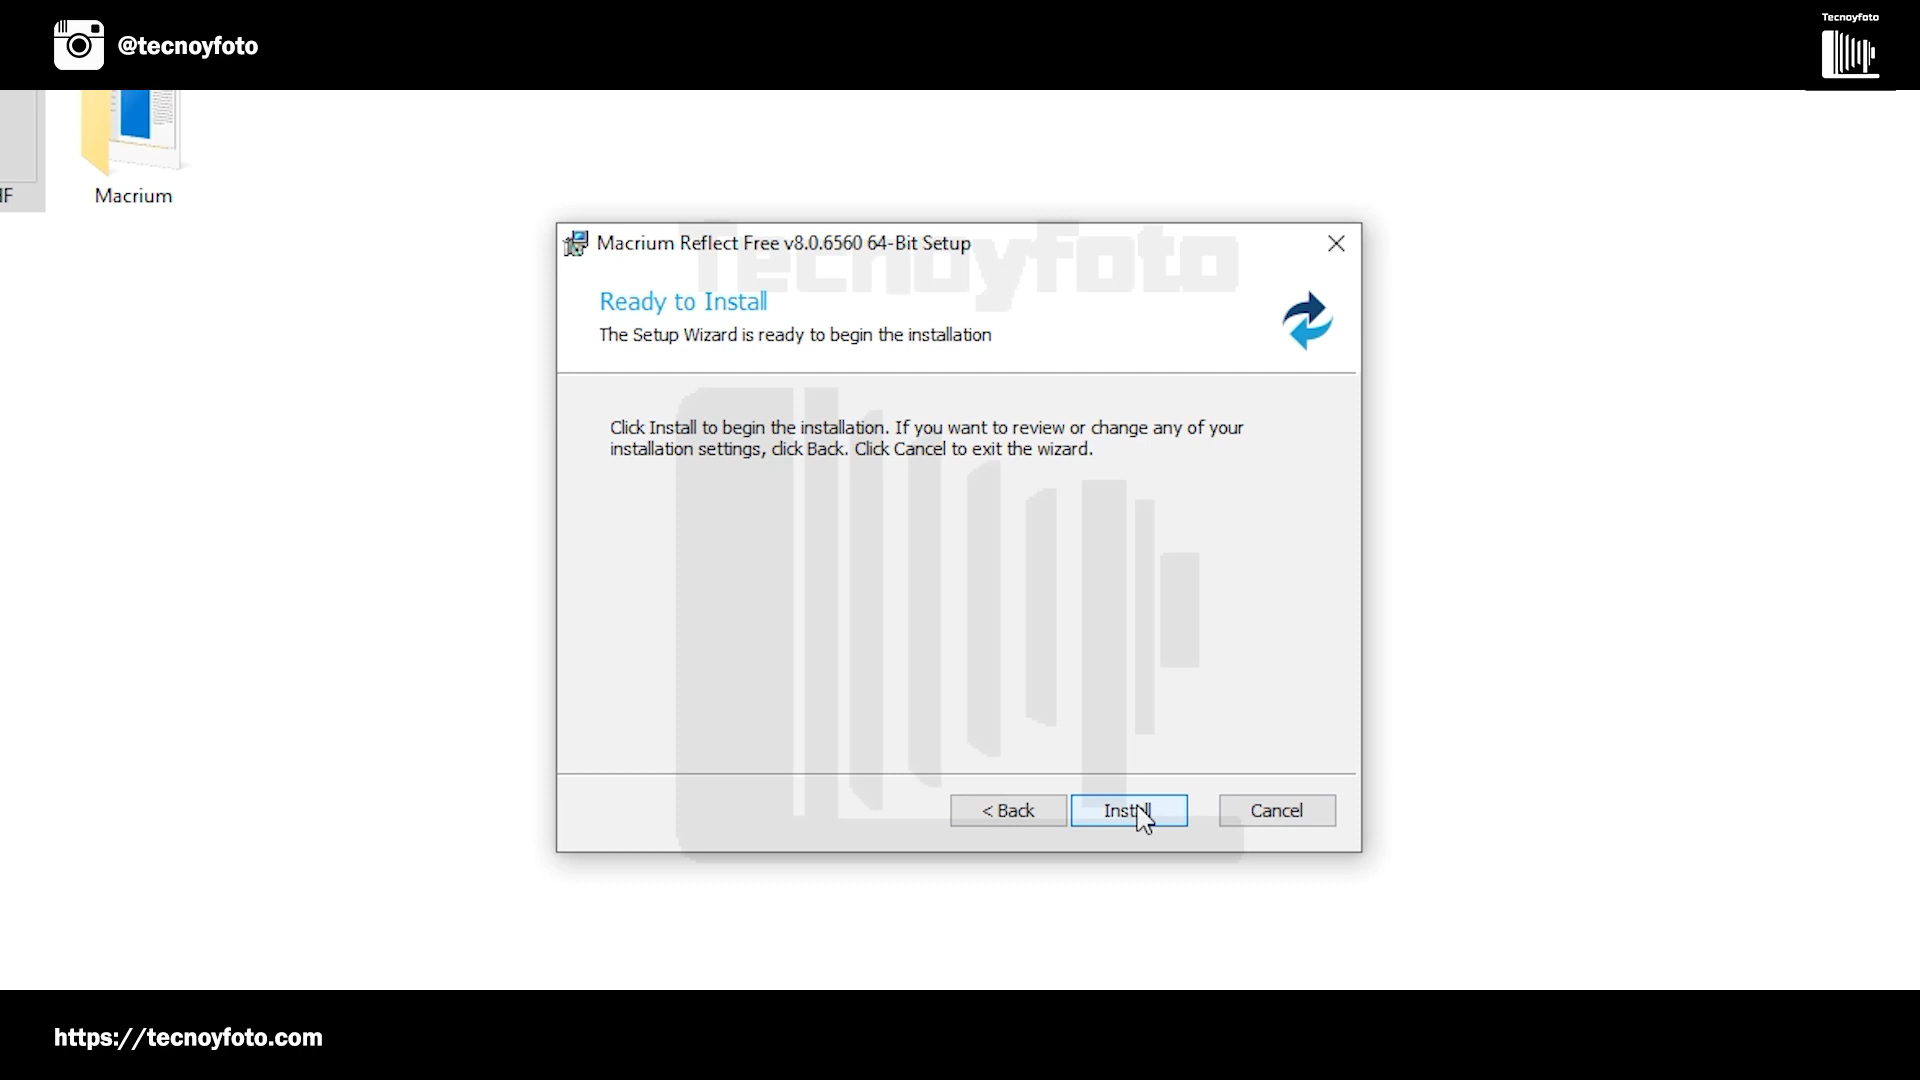 @tecnoyfoto
Tecnoyfoto
Macrium
Macrium Reflect Free v8.0.6560 64-Bit Setup
Tecnoyfoto
Ready to Install
The Setup Wizard is ready to begin the installation
Click Install to begin the installation. If you want to review or change any of your
installation settings, click Back. Click Cancel to exit the wizard.
< Back
Install
Cancel
https://tecnoyfoto.com